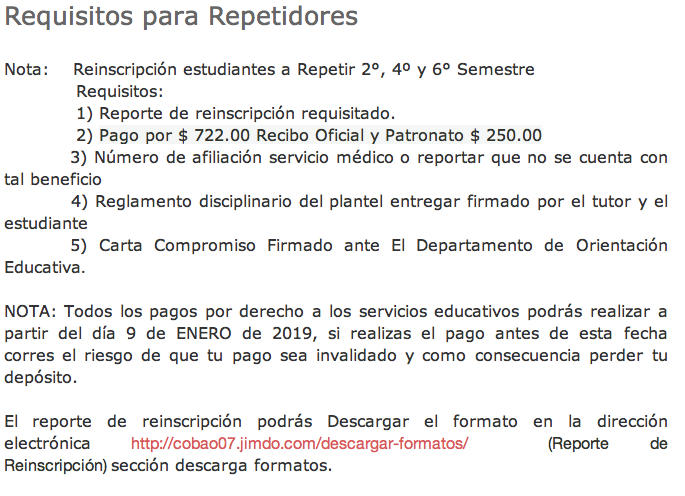 Requisitos para Repetidores
Nota: Reinscripción estudiantes a Repetir 2°, 4º y 6° Semestre
Requisitos:
1) Reporte de reinscripción requisitado.
2) Pago por $ 722.00 Recibo Oficial y Patronato $ 250.00
3) Número de afiliación servicio médico o reportar que no se cuenta con
tal beneficio
4) Reglamento disciplinario del plantel entregar firmado por el tutor y el
estudiante
5) Carta Compromiso Firmado ante El Departamento de Orientación
Educativa.
NOTA: Todos los pagos por derecho a los servicios educativos podrás realizar a
partir del día 9 de ENERO de 2019, si realizas el pago antes de esta fecha
corres el riesgo de que tu pago sea invalidado y como consecuencia perder tu
depósito.
El reporte de reinscripción podrás Descargar el formato en la dirección
electrónica http://cobao07.jimdo.com/descargar-formatos/ (Reporte de
Reinscripción) sección descarga formatos.